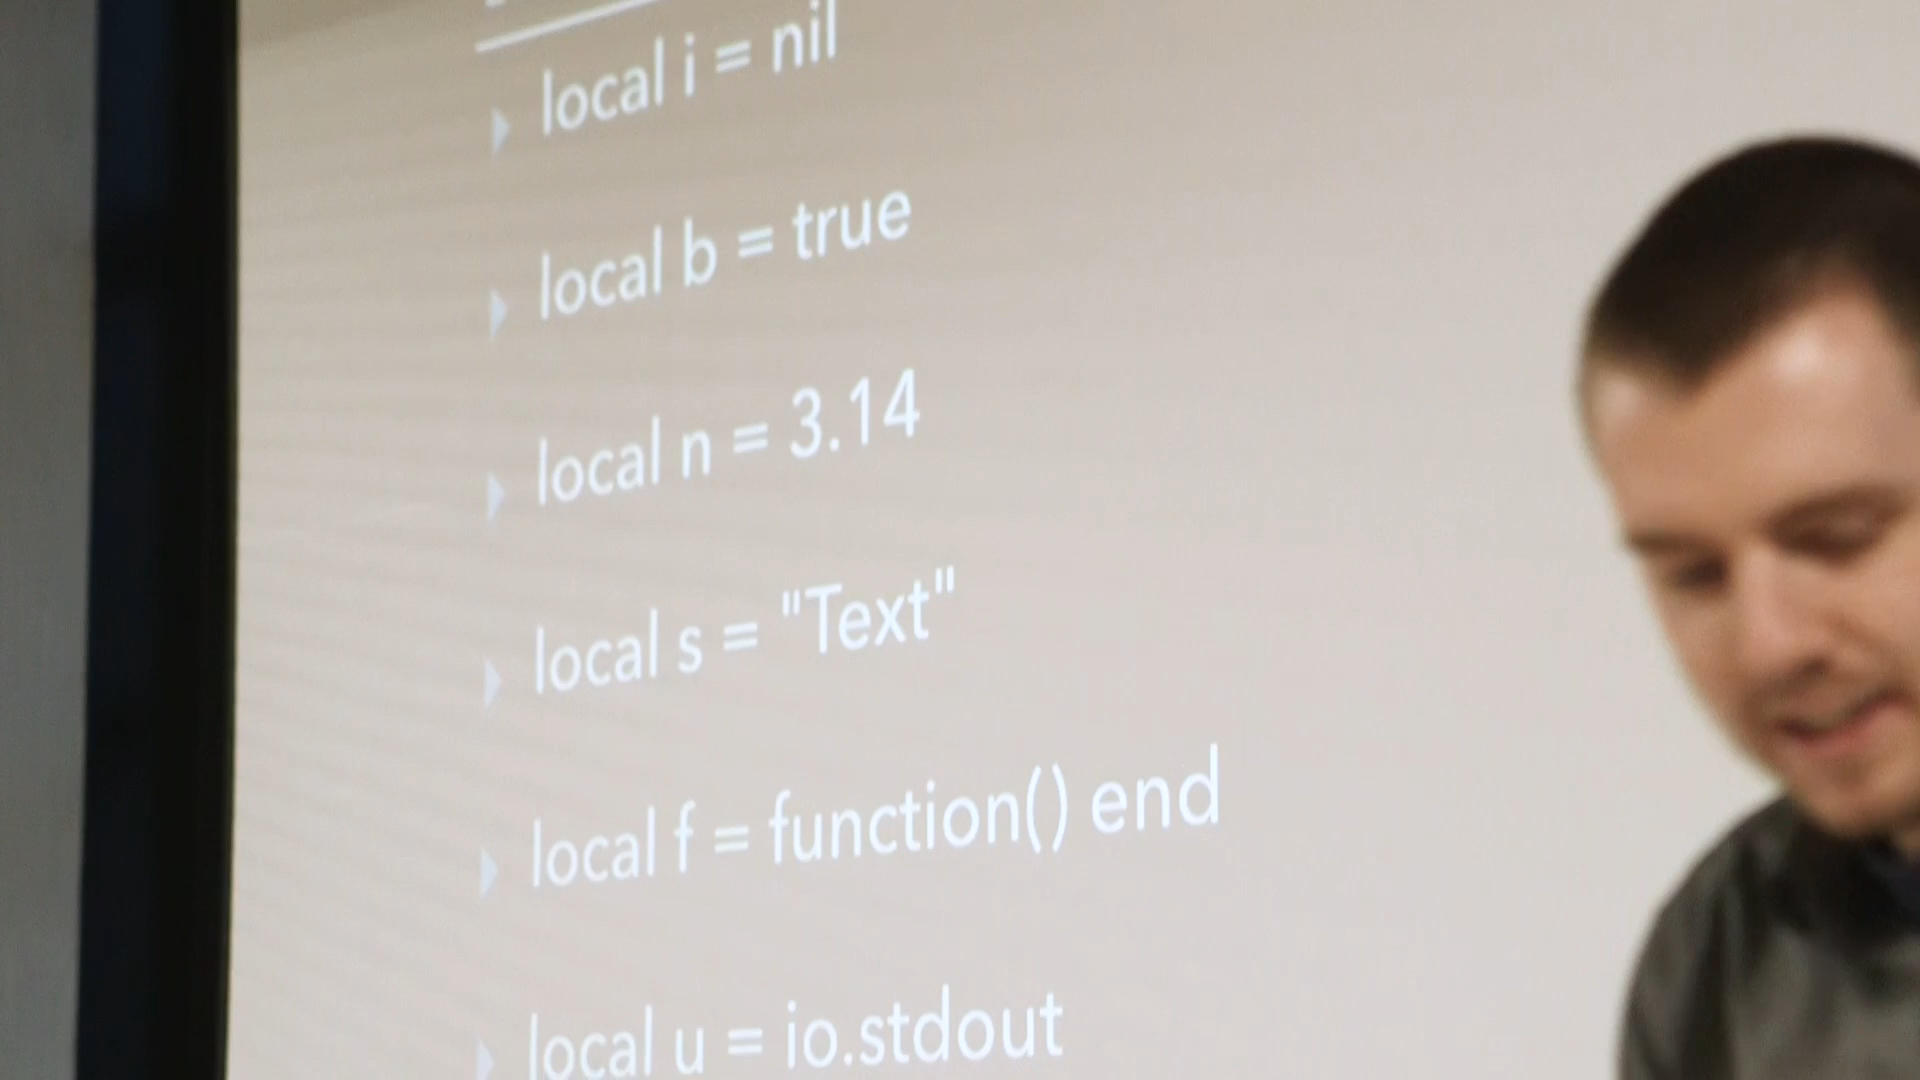 local i = nil
local b = true
local n = 3.14
local s = "Text"
local f = function() end
local u = io.stdout